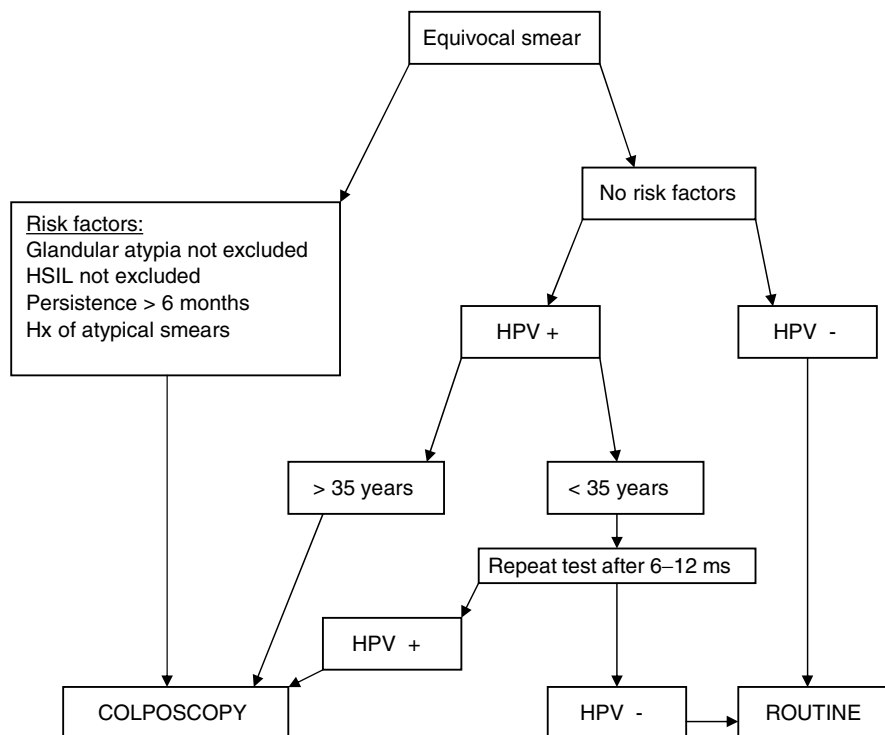 Equivocal smear
No risk factors
Risk factors:
Glandular atypia not excluded
HSIL not excluded
Persistence > 6 months
Hx of atypical smears
HPV +
HPV -
> 35 years
< 35 years
Repeat test after 6–12 ms
HPV +
COLPOSCOPY
HPV -
ROUTINE